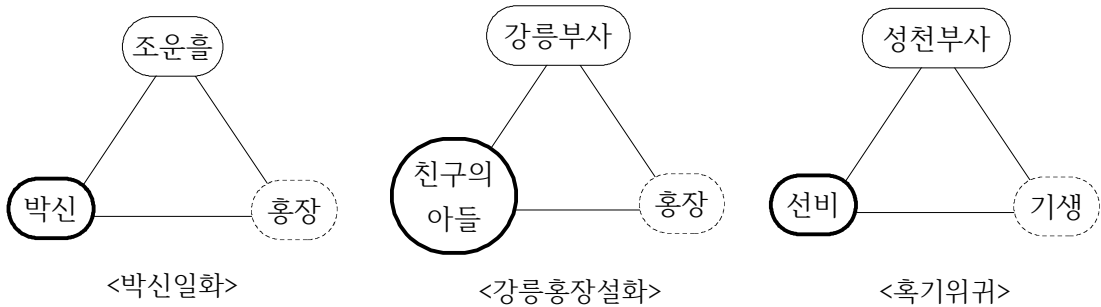 조운흘
박신
홍장
<박신일화>
강릉부사
친구의
아들
홍장
<강릉홍장설화>
성천부사
선비
기생
<혹기위귀>